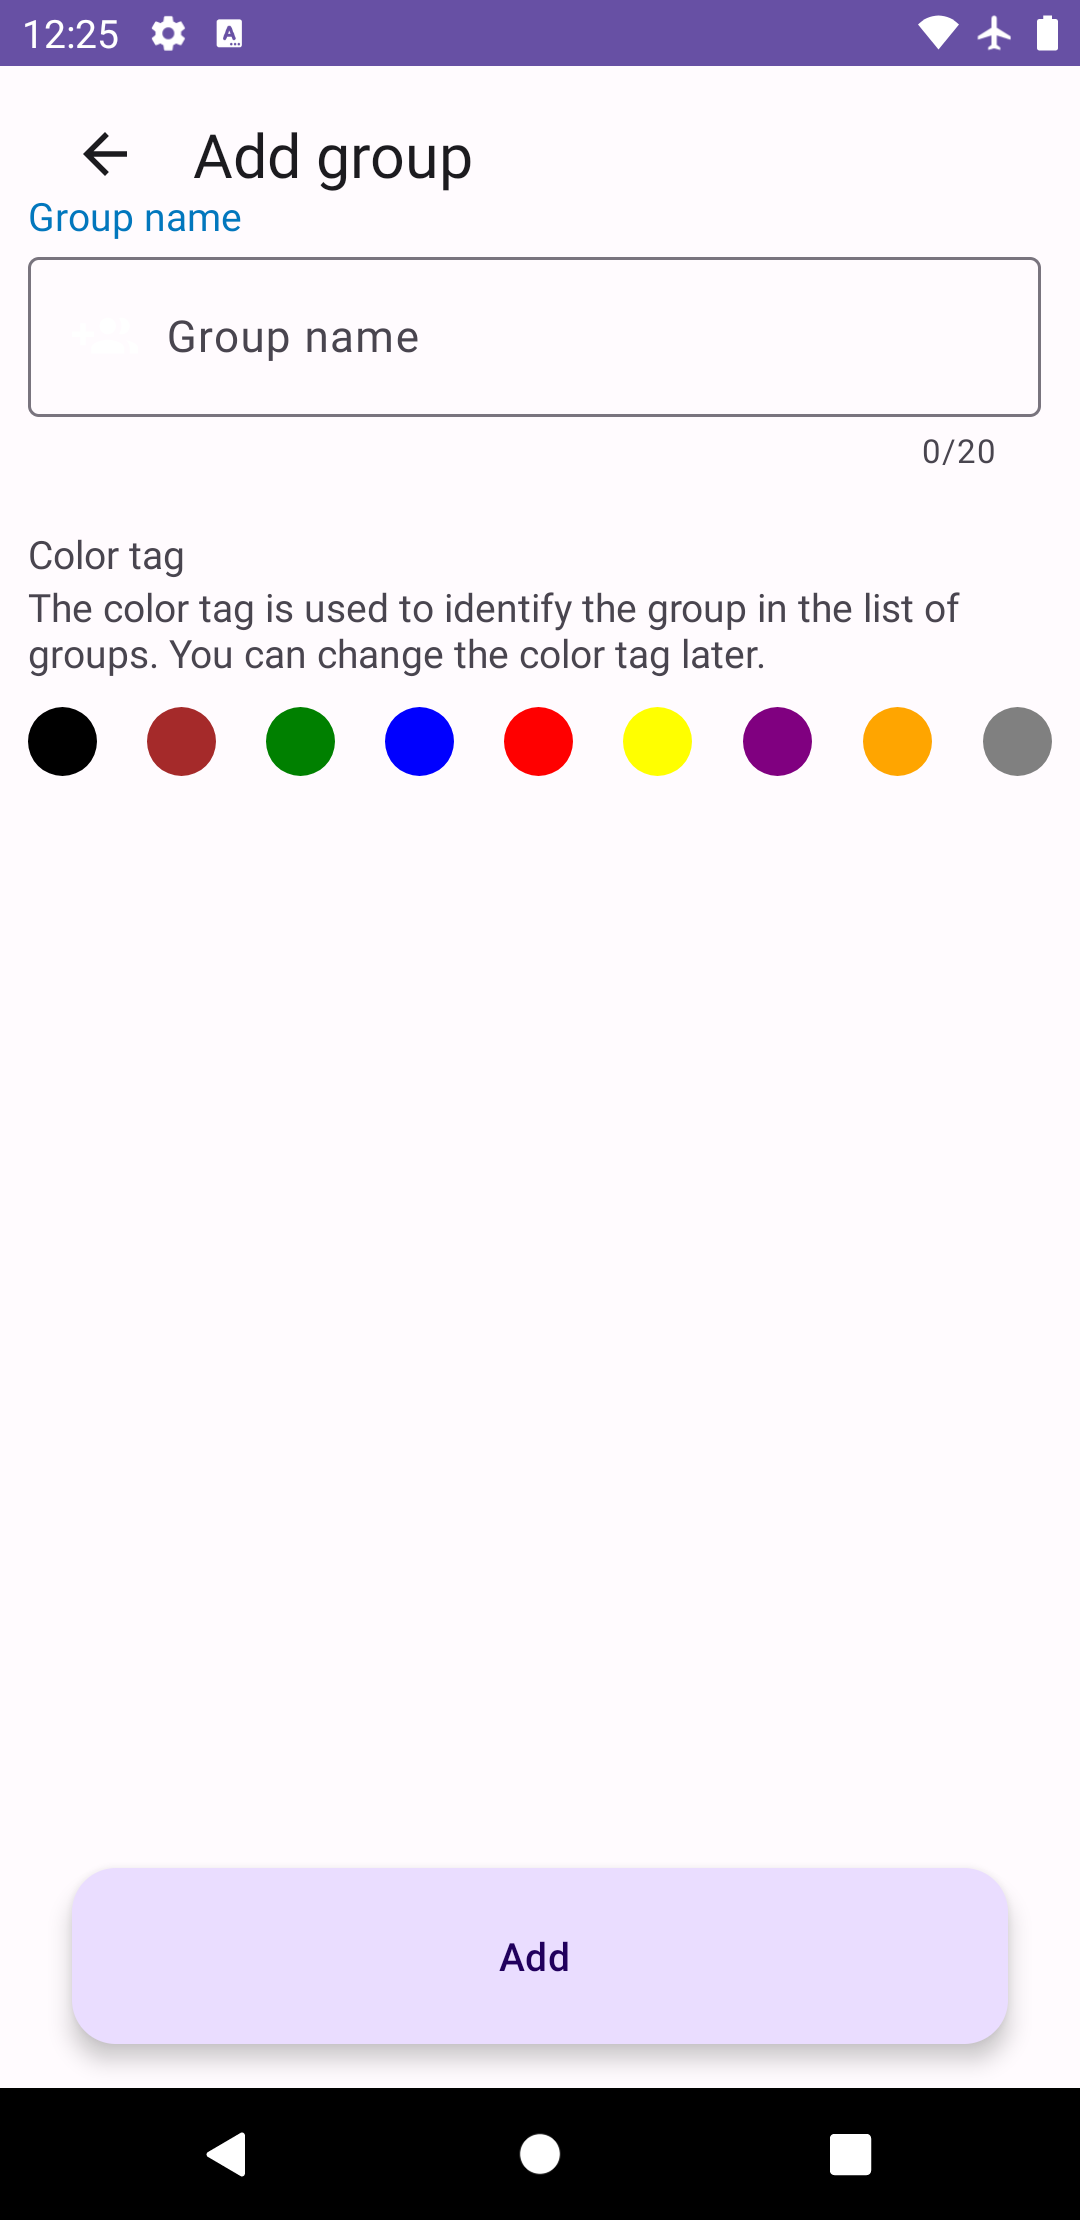 12:25
Add group
Group name
Group name
0/20
Color tag
The color tag is used to identify the group in the list of
groups. You can change the color tag later.
Add